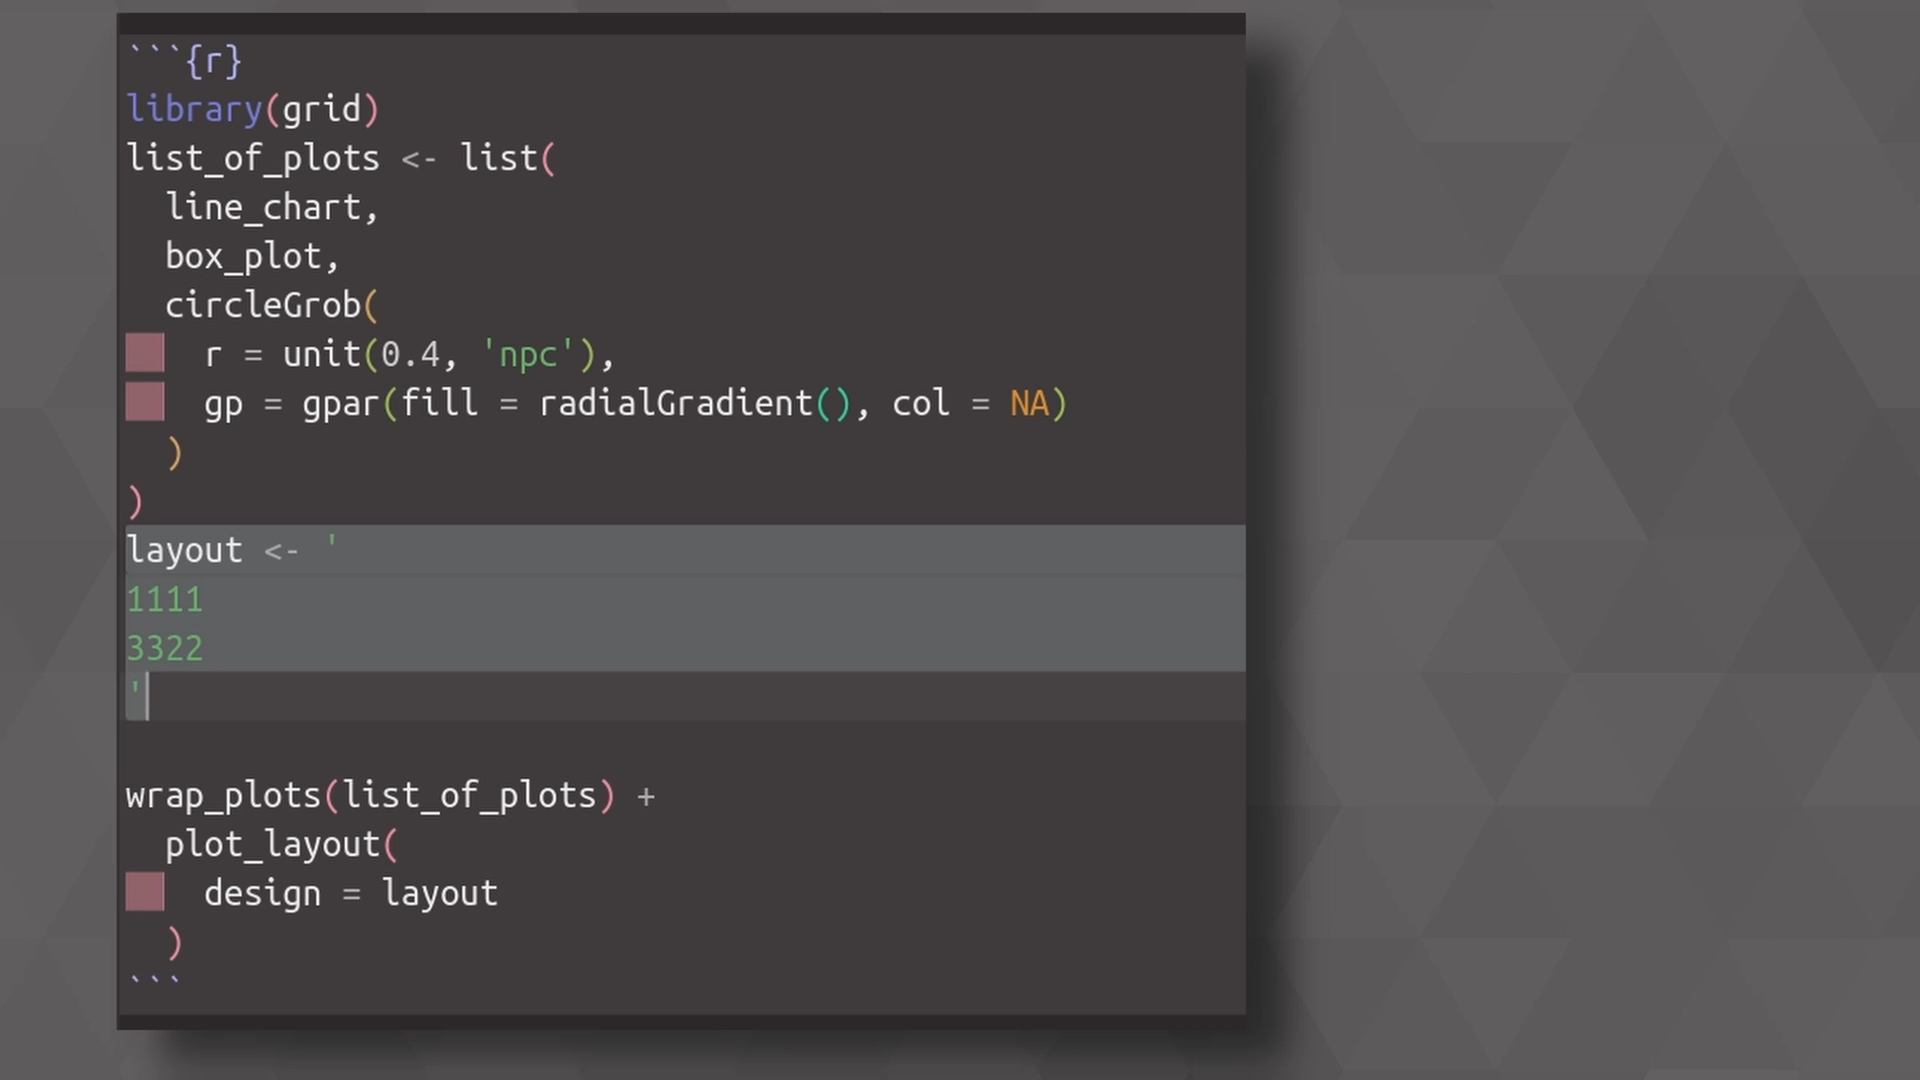 ```{r}
library(grid)
list_of_plots <- list(
  line_chart,
  box_plot,
  circleGrob(
    r = unit(0.4, 'npc'),
    gp = gpar(fill = radialGradient(), col = NA)
  )
)
layout <- '
1111
3322
'

wrap_plots(list_of_plots) +
  plot_layout(
    design = layout
  )
```